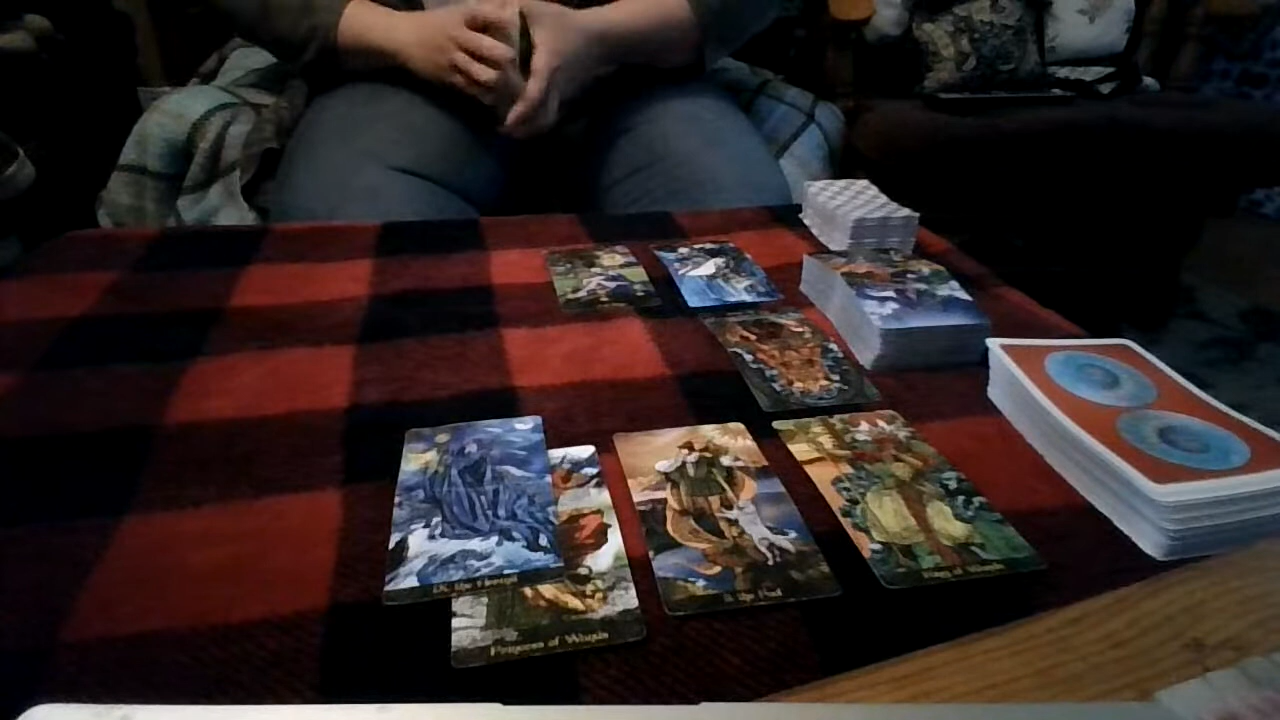 IX. the Hermit
Princess of Wands
0. the Fool
King of Wands